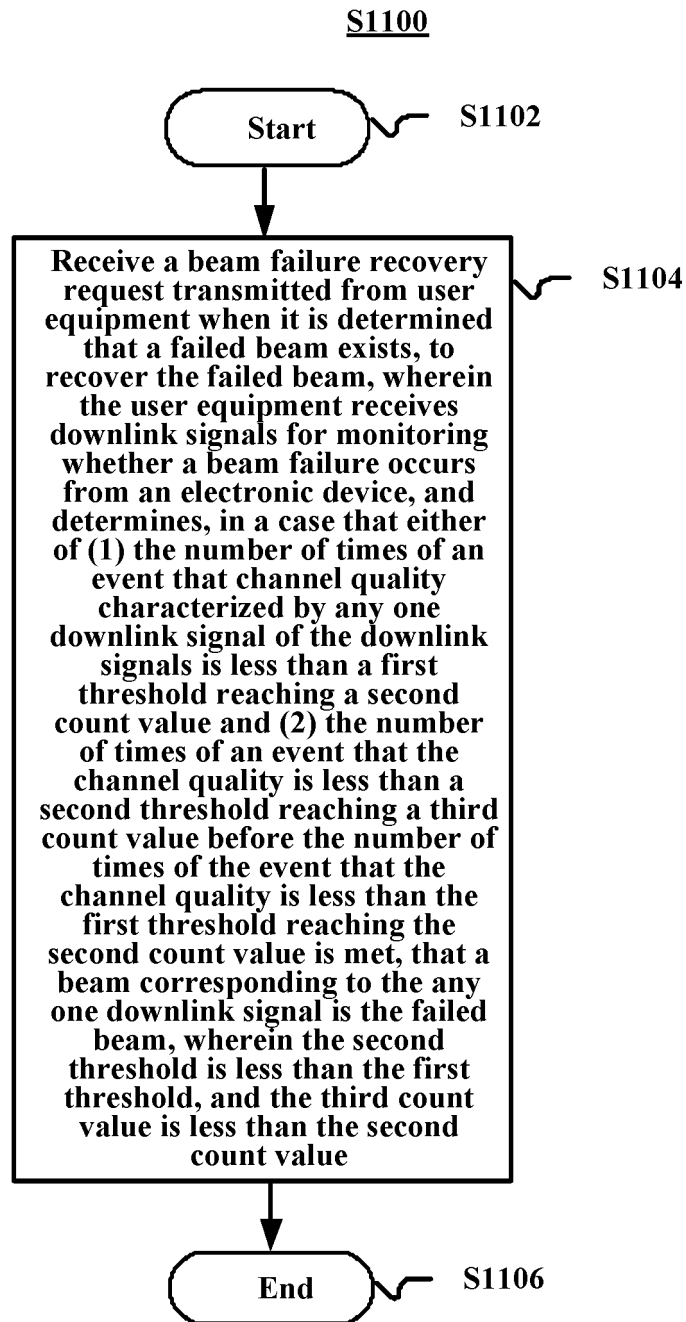 S1100
Start
S1102
Receive a beam failure recovery
request transmitted from user
equipment when it is determined
that a failed beam exists, to
recover the failed beam, wherein
the user equipment receives
downlink signals for monitoring
whether a beam failure occurs
from an electronic device, and
determines, in a case that either
of (1) the number of times of an
event that channel quality
characterized by any one
downlink signal of the downlink
signals is less than a first
threshold reaching a second
count value and (2) the number
of times of an event that the
channel quality is less than a
second threshold reaching a third
count value before the number of
times of the event that the
channel quality is less than the
first threshold reaching the
second count value is met, that a
beam corresponding to the any
one downlink signal is the failed
beam, wherein the second
threshold is less than the first
threshold, and the third count
value is less than the second
count value
S1104
End
S1106